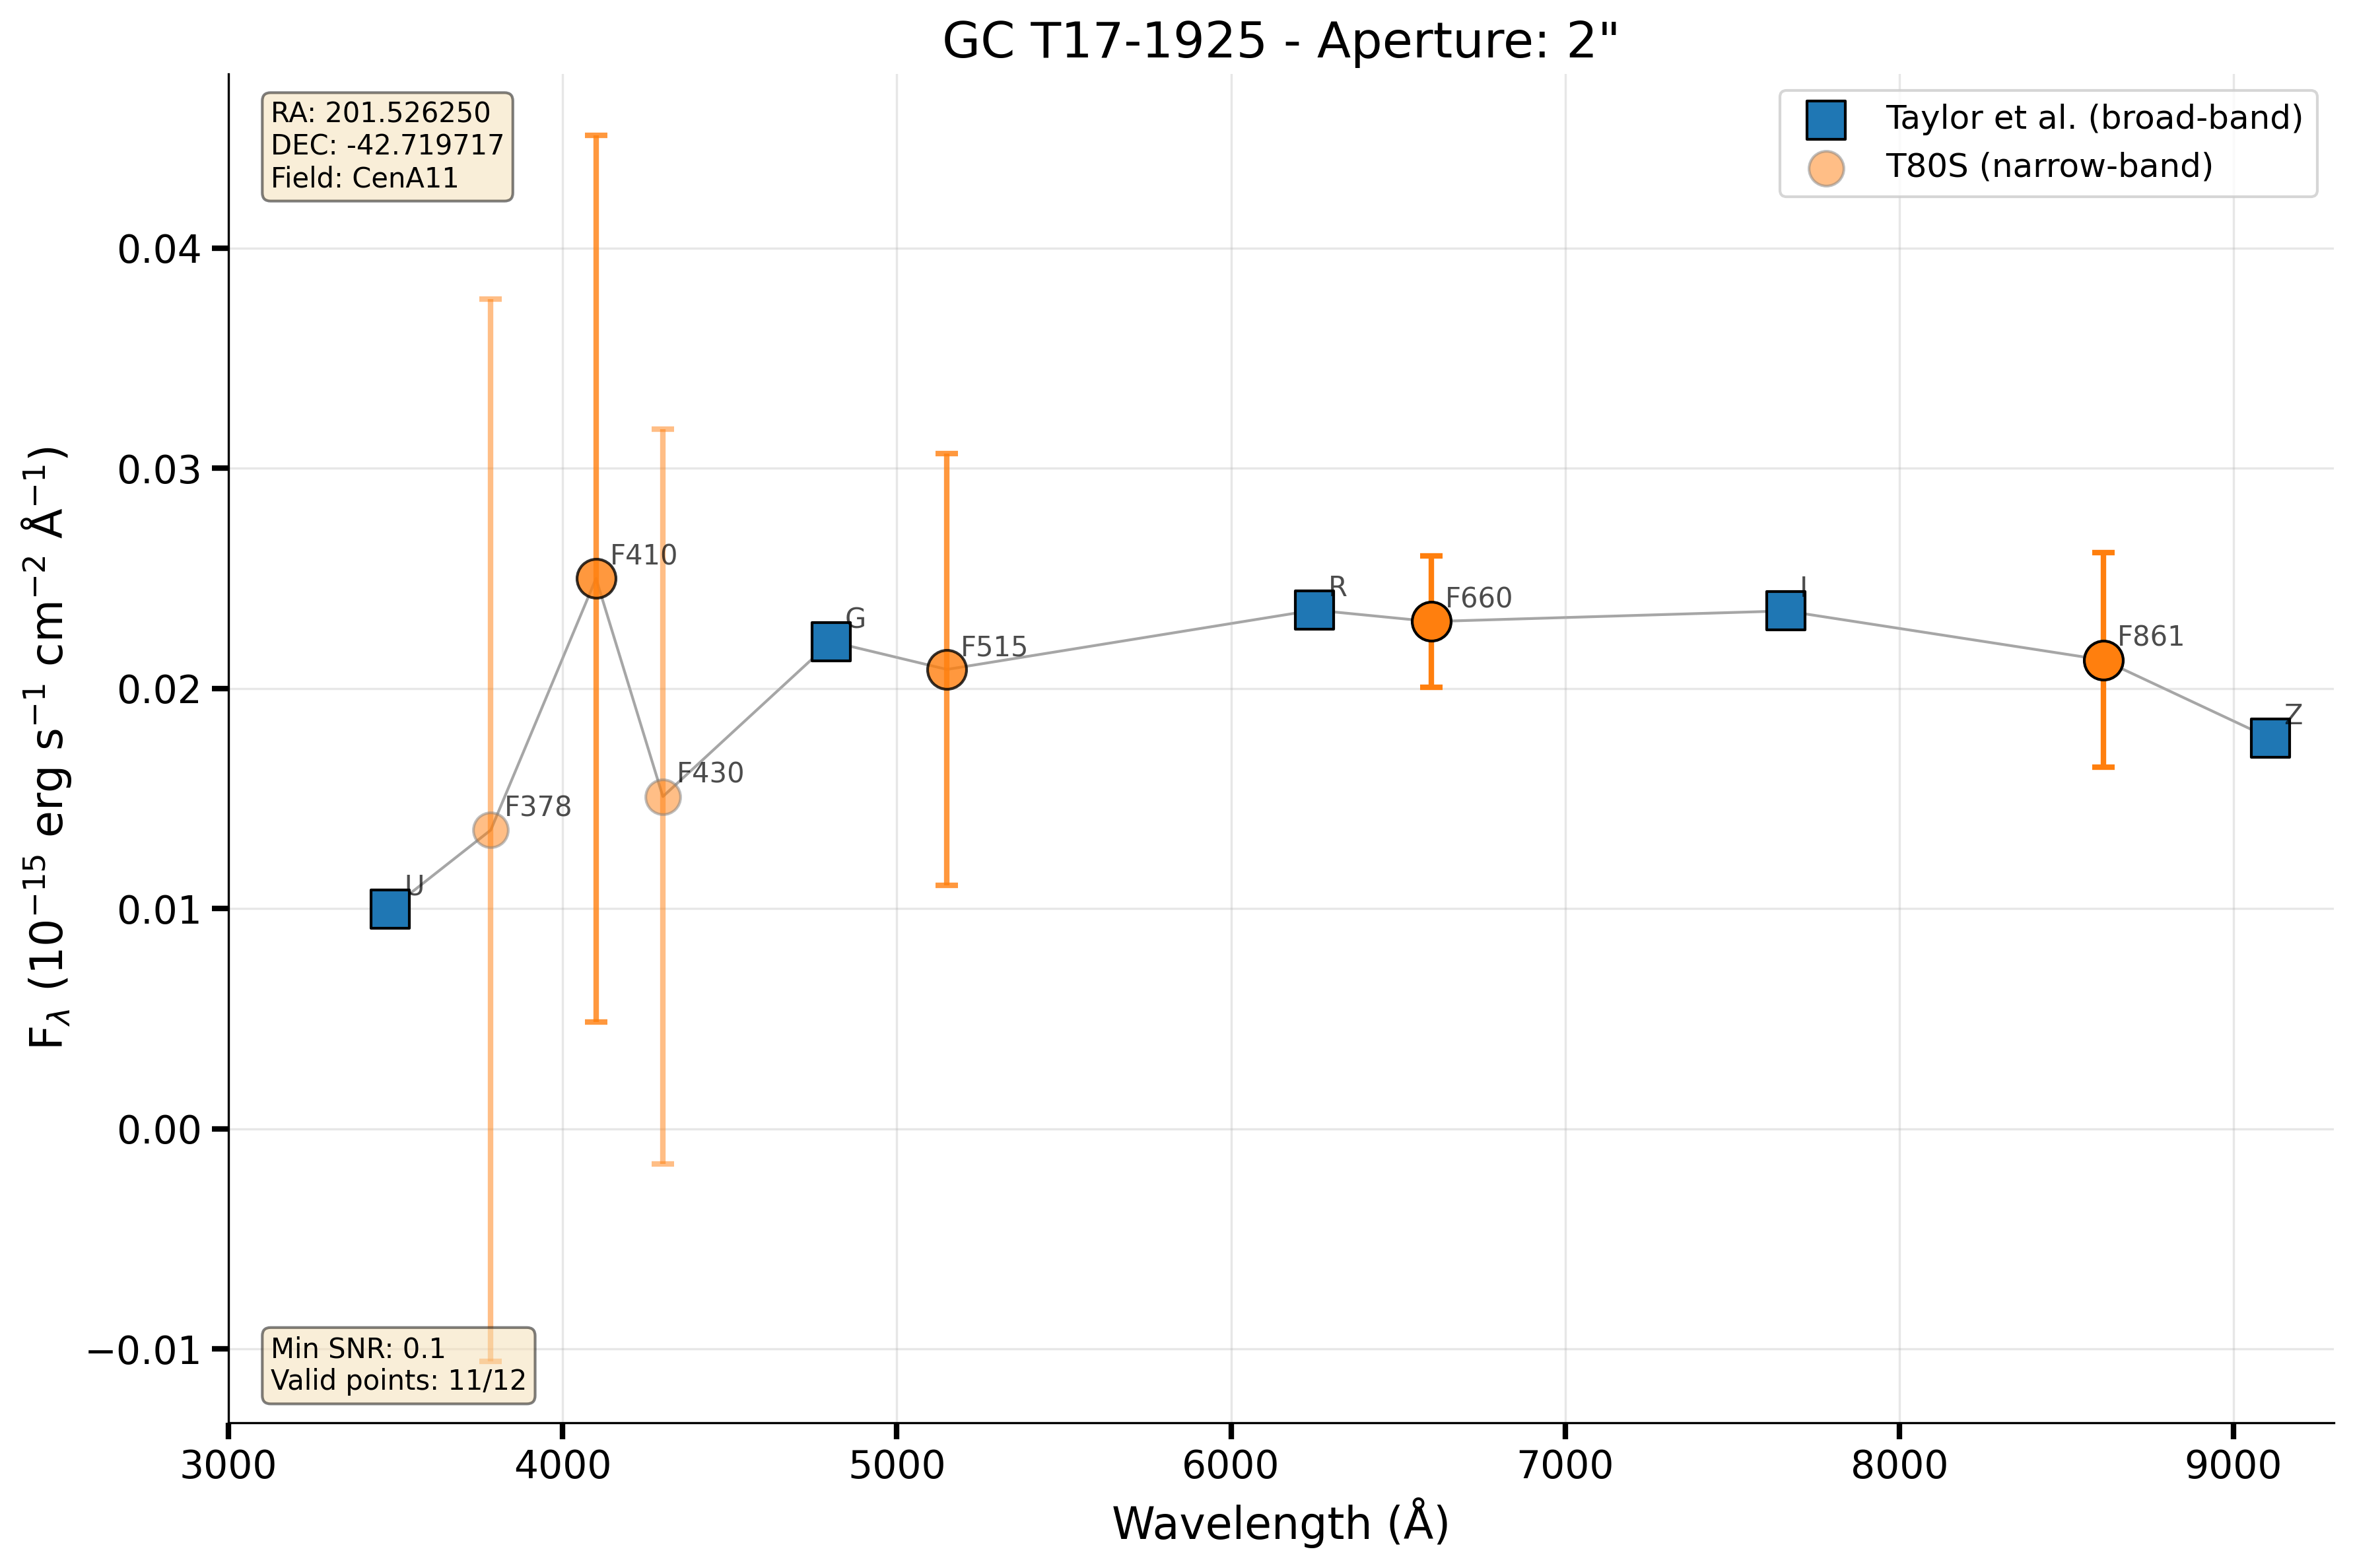 GC T17-1925 - Aperture: 2"
RA: 201.526250
DEC: -42.719717
Field: CenA11
Taylor et al. (broad-band)
T80S (narrow-band)
0.04
0.03
0.02
0.01
0.00
−0.01
F_λ (10⁻¹⁵ erg s⁻¹ cm⁻² Å⁻¹)
U
F378
F410
F430
G
F515
R
F660
I
F861
Z
Min SNR: 0.1
Valid points: 11/12
3000 4000 5000 6000 7000 8000 9000
Wavelength (Å)